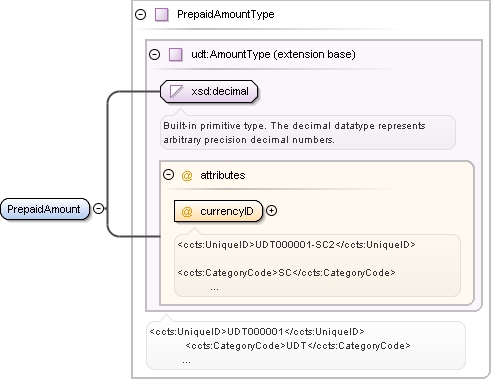 PrepaidAmountType
udt:AmountType (extension base)
xsd:decimal
Built-in primitive type. The decimal datatype represents
arbitrary precision decimal numbers.
@ attributes
PrepaidAmount
@ currencyID
<ccts:UniqueID>UDT000001-SC2</ccts:UniqueID>
<ccts:CategoryCode>SC</ccts:CategoryCode>
...
<ccts:UniqueID>UDT000001</ccts:UniqueID>
<ccts:CategoryCode>UDT</ccts:CategoryCode>
...